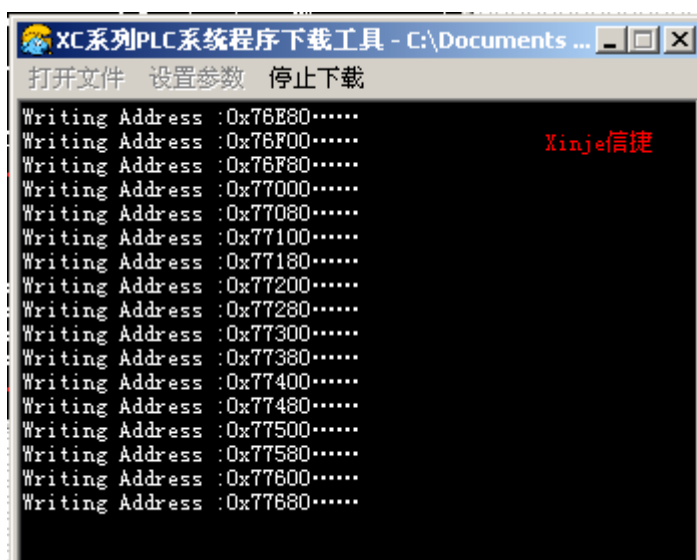 XC系列PLC系统程序下载工具 - C:\Documents ...
打开文件 设置参数 停止下载
Writing Address :0x76E80······
Writing Address :0x76F00······
Xinje信捷
Writing Address :0x76F80······
Writing Address :0x77000······
Writing Address :0x77080······
Writing Address :0x77100······
Writing Address :0x77180······
Writing Address :0x77200······
Writing Address :0x77280······
Writing Address :0x77300······
Writing Address :0x77380······
Writing Address :0x77400······
Writing Address :0x77480······
Writing Address :0x77500······
Writing Address :0x77580······
Writing Address :0x77600······
Writing Address :0x77680······